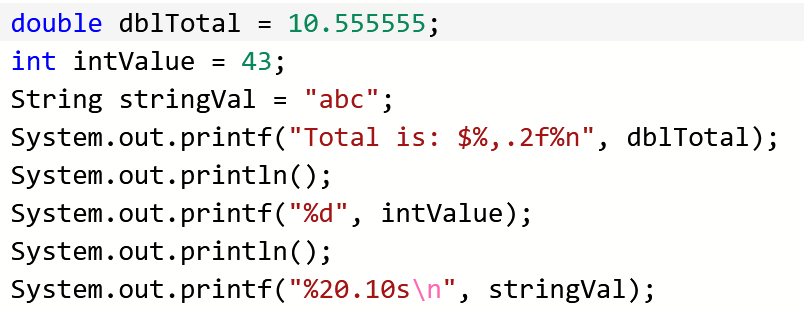 double dblTotal = 10.555555;
int intValue = 43;
String stringVal = "abc";
System.out.printf("Total is: $%,.2f%n", dblTotal);
System.out.println();
System.out.printf("%d", intValue);
System.out.println();
System.out.printf("%20.10s\n", stringVal);